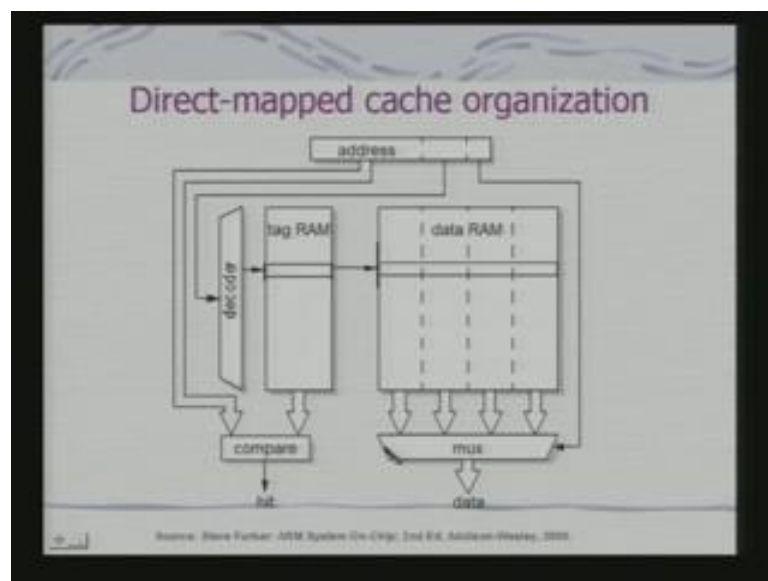 Direct-mapped cache organization
address
tag RAM
data RAM
decoder
compare
mux
hit
data
Source: Steve Furber: ARM System On-Chip; 2nd Ed, Addison-Wesley, 2000